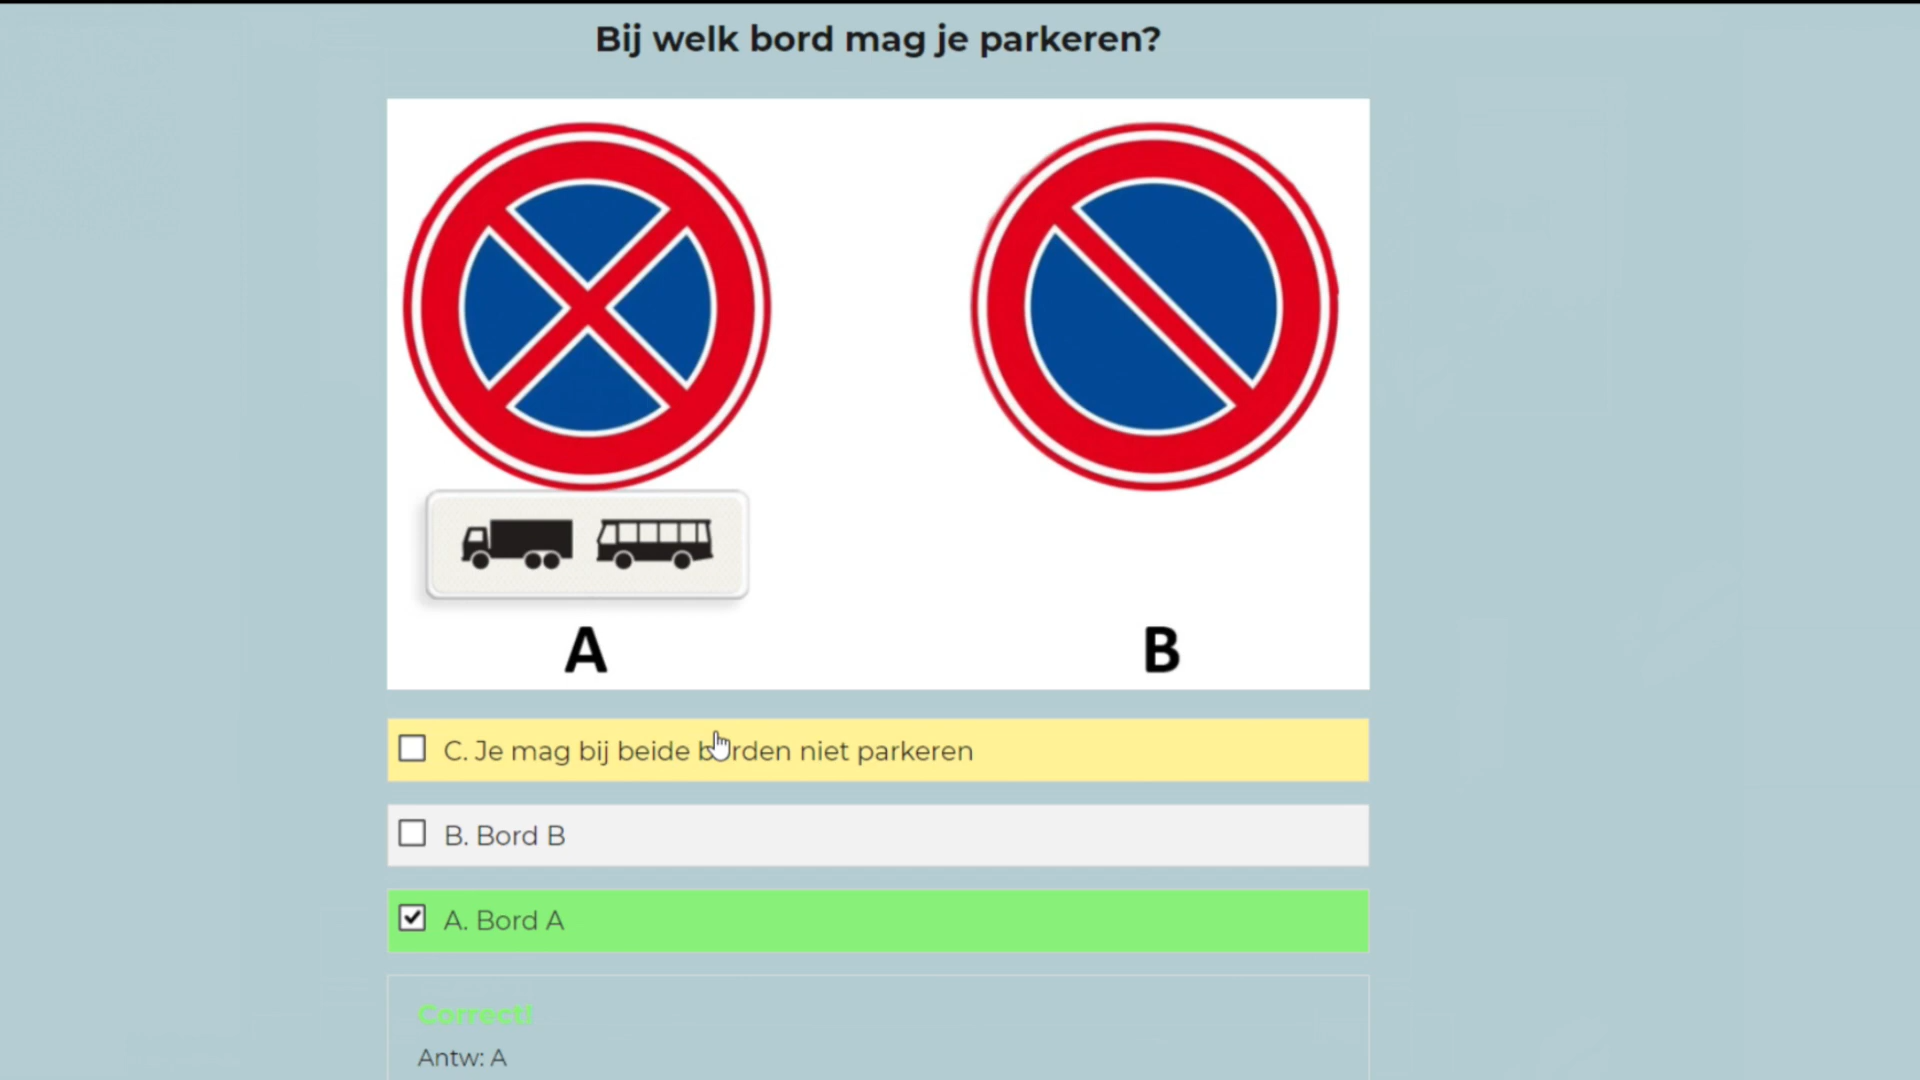 Bij welk bord mag je parkeren?
A
B
C. Je mag bij beide borden niet parkeren
B. Bord B
A. Bord A
Correct!
Antw: A